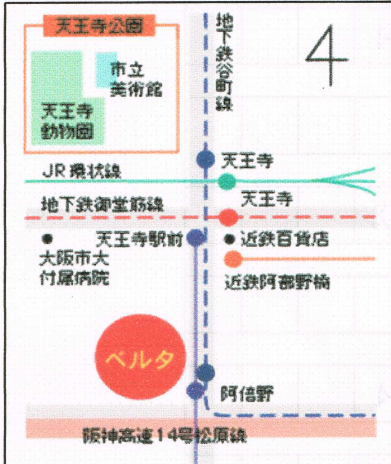 天王寺公園
地下鉄谷町線
4
市立
美術館
天王寺
動物園
天王寺
JR環状線
天王寺
地下鉄御堂筋線
天王寺駅前
近鉄百貨店
大阪市大
付属病院
近鉄阿部野橋
ベルタ
阿倍野
阪神高速14号松原線